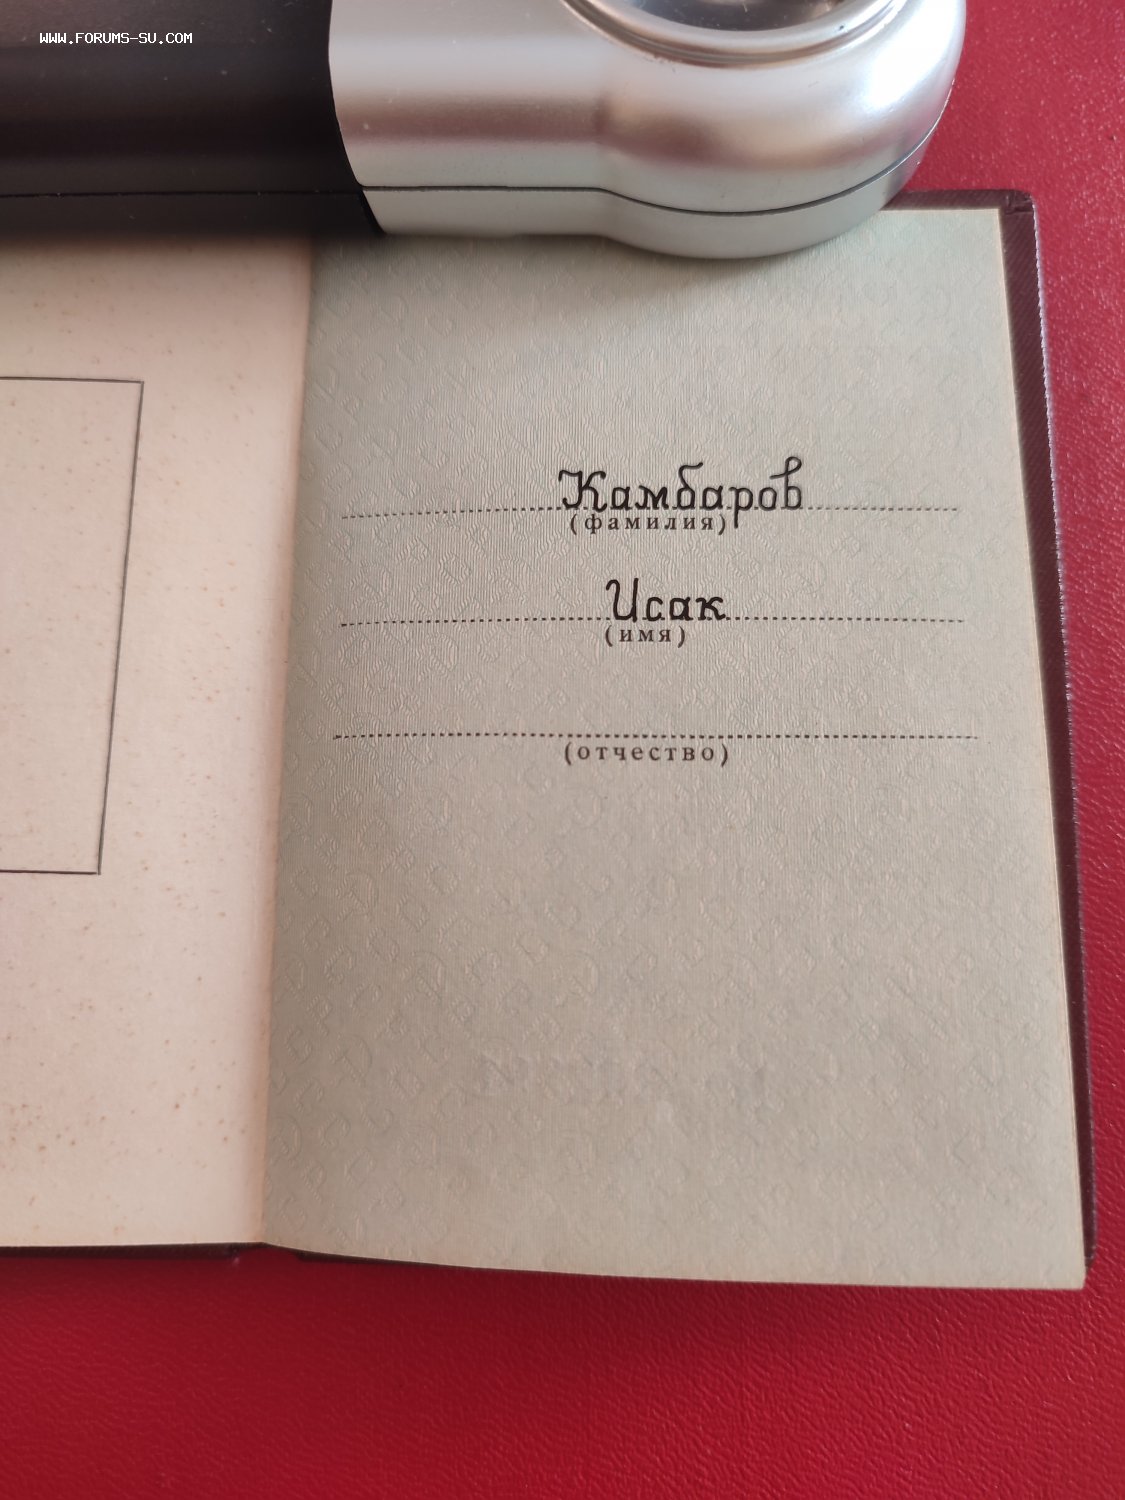 WWW.FORUMS-SU.COM
Камбаров
(фамилия)
Исак
(имя)
(отчество)